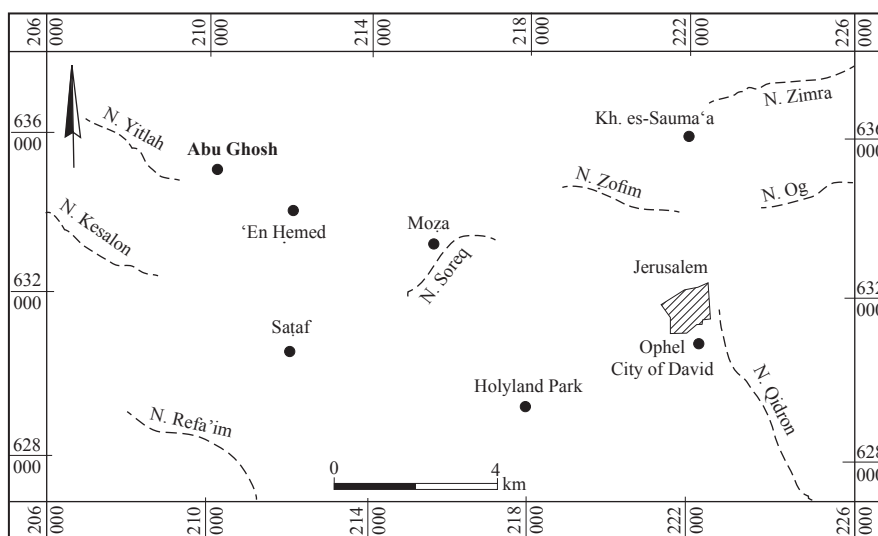 206
000
210
000
214
000
218
000
222
000
226
000
N. Zimra
636
000
N. Yitlah
Abu Ghosh
Kh. es-Sauma‘a
636
000
N. Zofim
N. Og
N. Kesalon
‘En Ḥemed
Moẓa
N. Soreq
Jerusalem
632
000
632
000
Saṭaf
Ophel
City of David
Holyland Park
N. Qidron
N. Refa’im
628
000
628
000
0
4
km
206
000
210
000
214
000
218
000
222
000
226
000